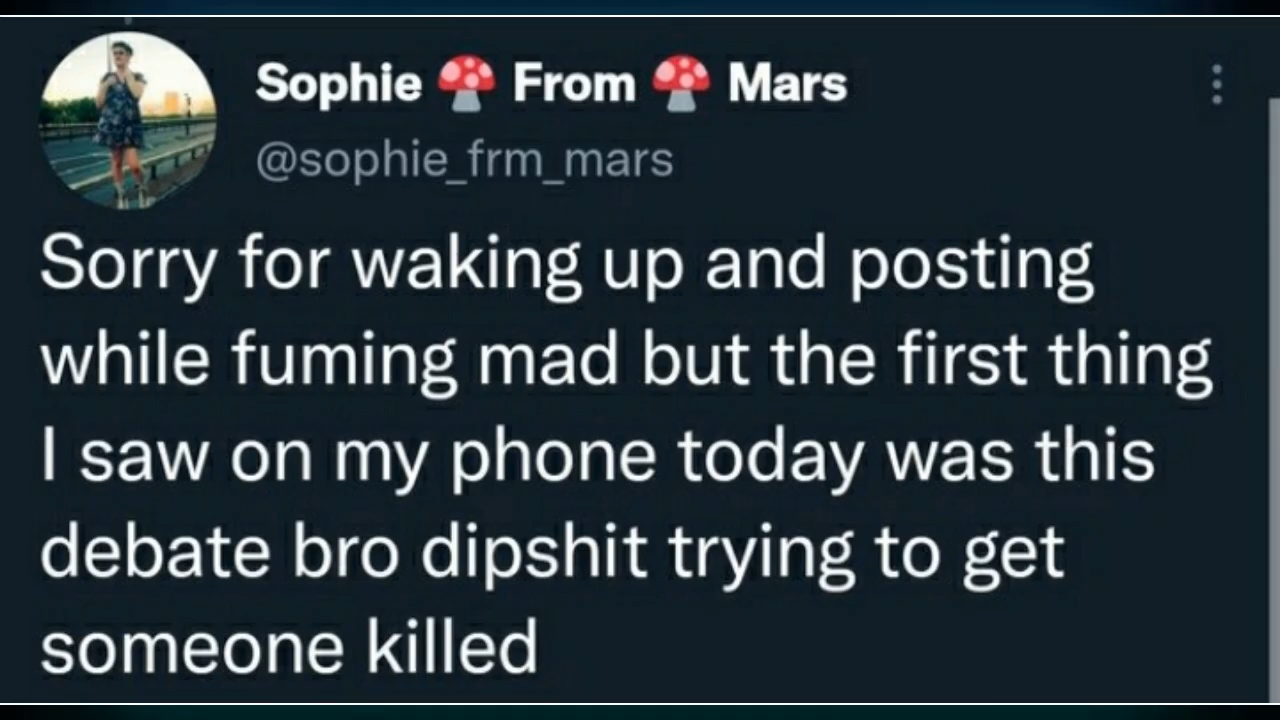 Sophie 🍄 From 🍄 Mars
@sophie_frm_mars
Sorry for waking up and posting
while fuming mad but the first thing
I saw on my phone today was this
debate bro dipshit trying to get
someone killed